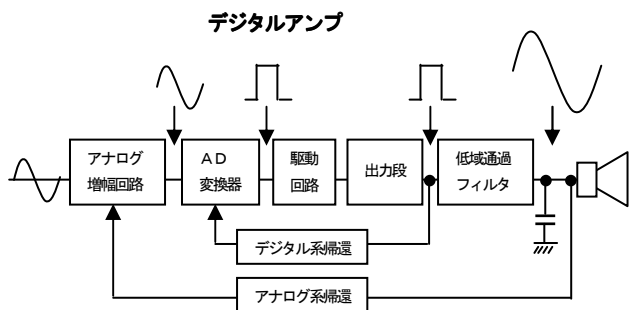 デジタルアンプ
アナログ
増幅回路
AD
変換器
駆動
回路
出力段
低域通過
フィルタ
デジタル系帰還
アナログ系帰還